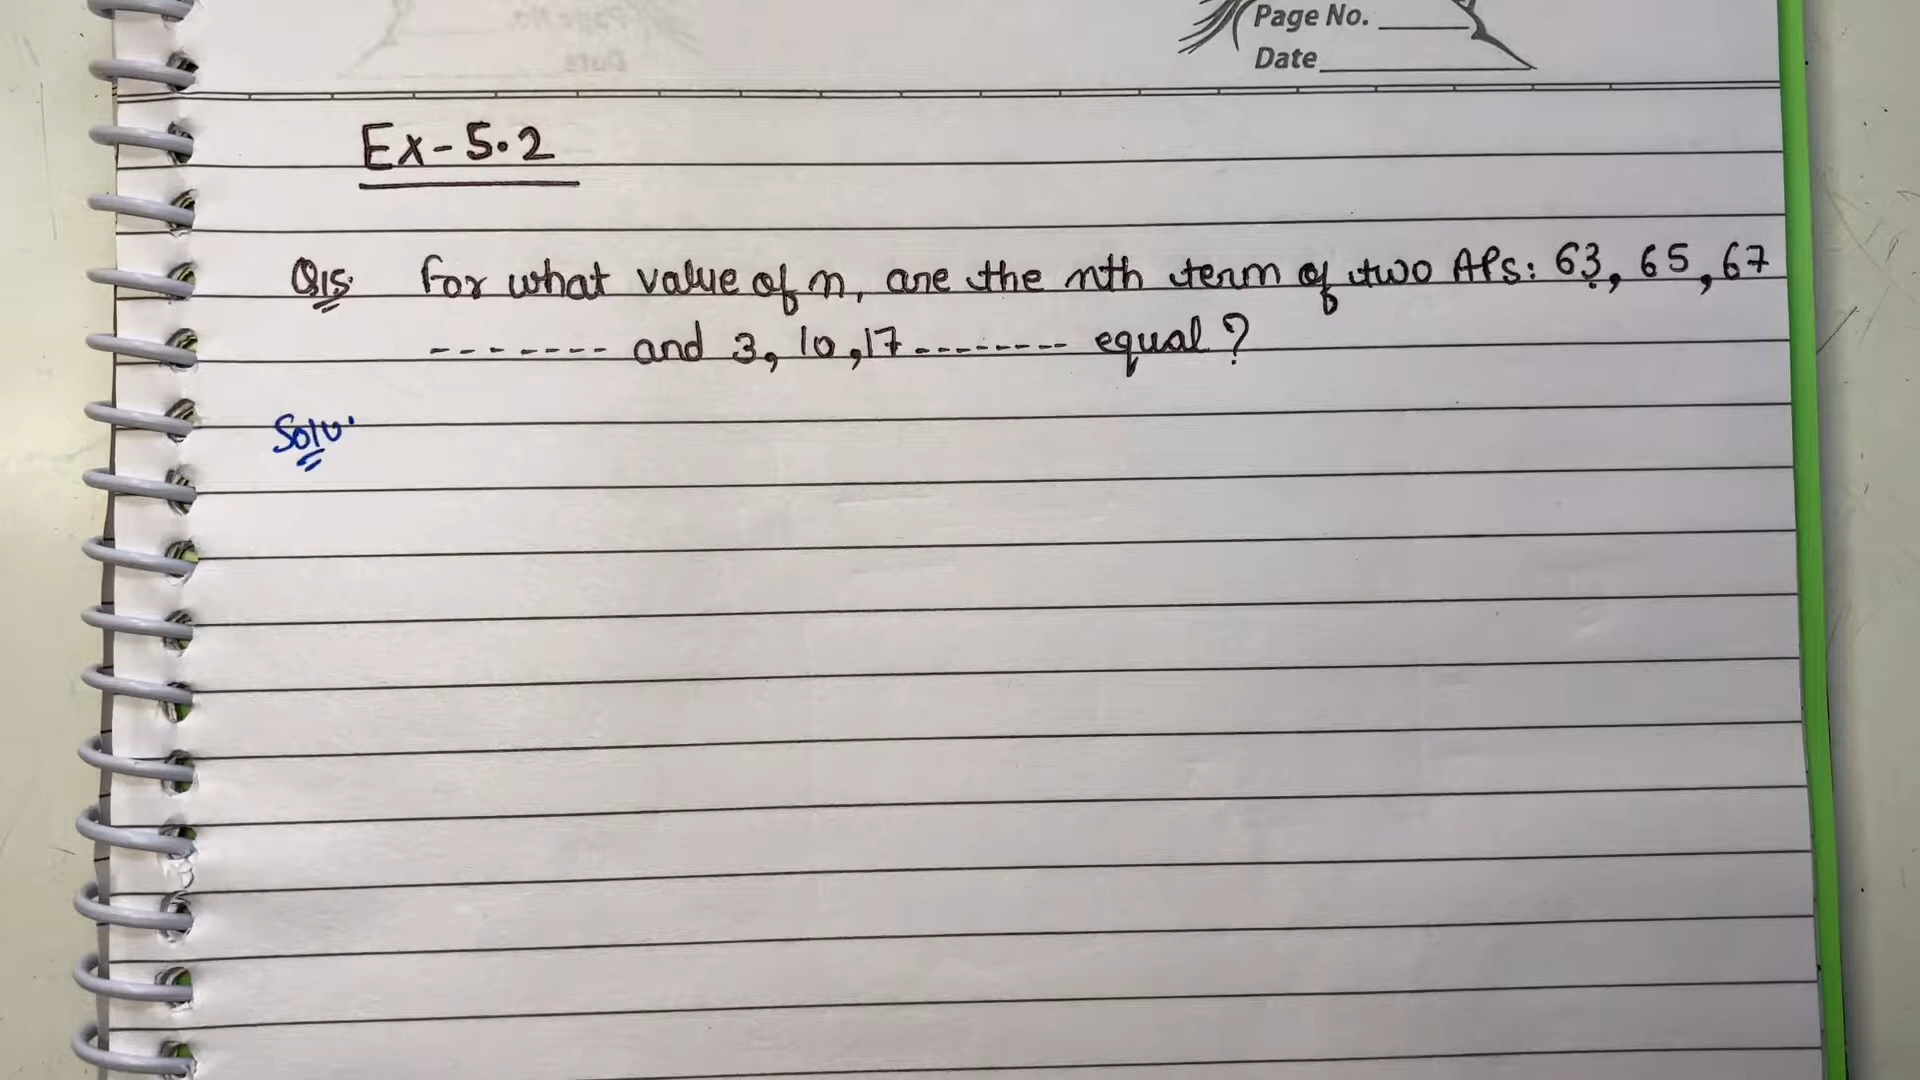 Page No.
Date
Ex-5.2
Q15. for what value of n, are the nth term of two APs: 63, 65, 67
------- and 3, 10, 17 -------- equal?
Solu.